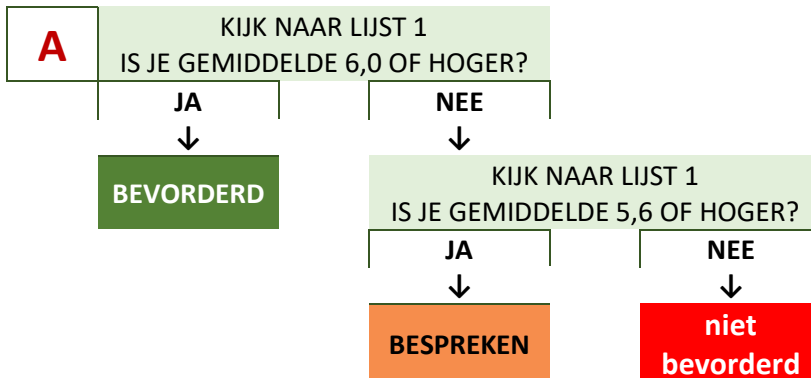 A
KIJK NAAR LIJST 1
IS JE GEMIDDELDE 6,0 OF HOGER?
JA
NEE
↓
↓
BEVORDERD
KIJK NAAR LIJST 1
IS JE GEMIDDELDE 5,6 OF HOGER?
JA
NEE
↓
↓
BESPREKEN
niet
bevorderd